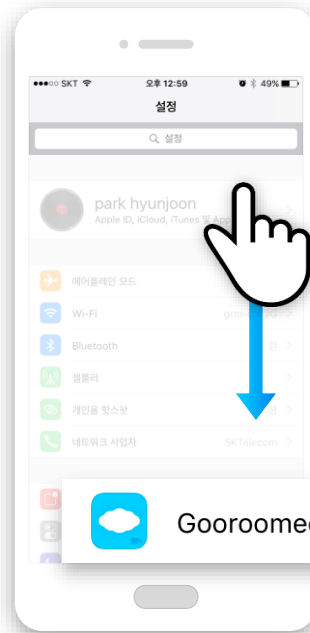 SKT 오후 12:59 49%
설정
설정
park hyunjoon
Apple ID, iCloud, iTunes 및 App
에어플레인 모드
Wi-Fi
Bluetooth 켬
셀룰러
개인용 핫스팟
네트워크 사업자 SKTelecom
Gooroomee